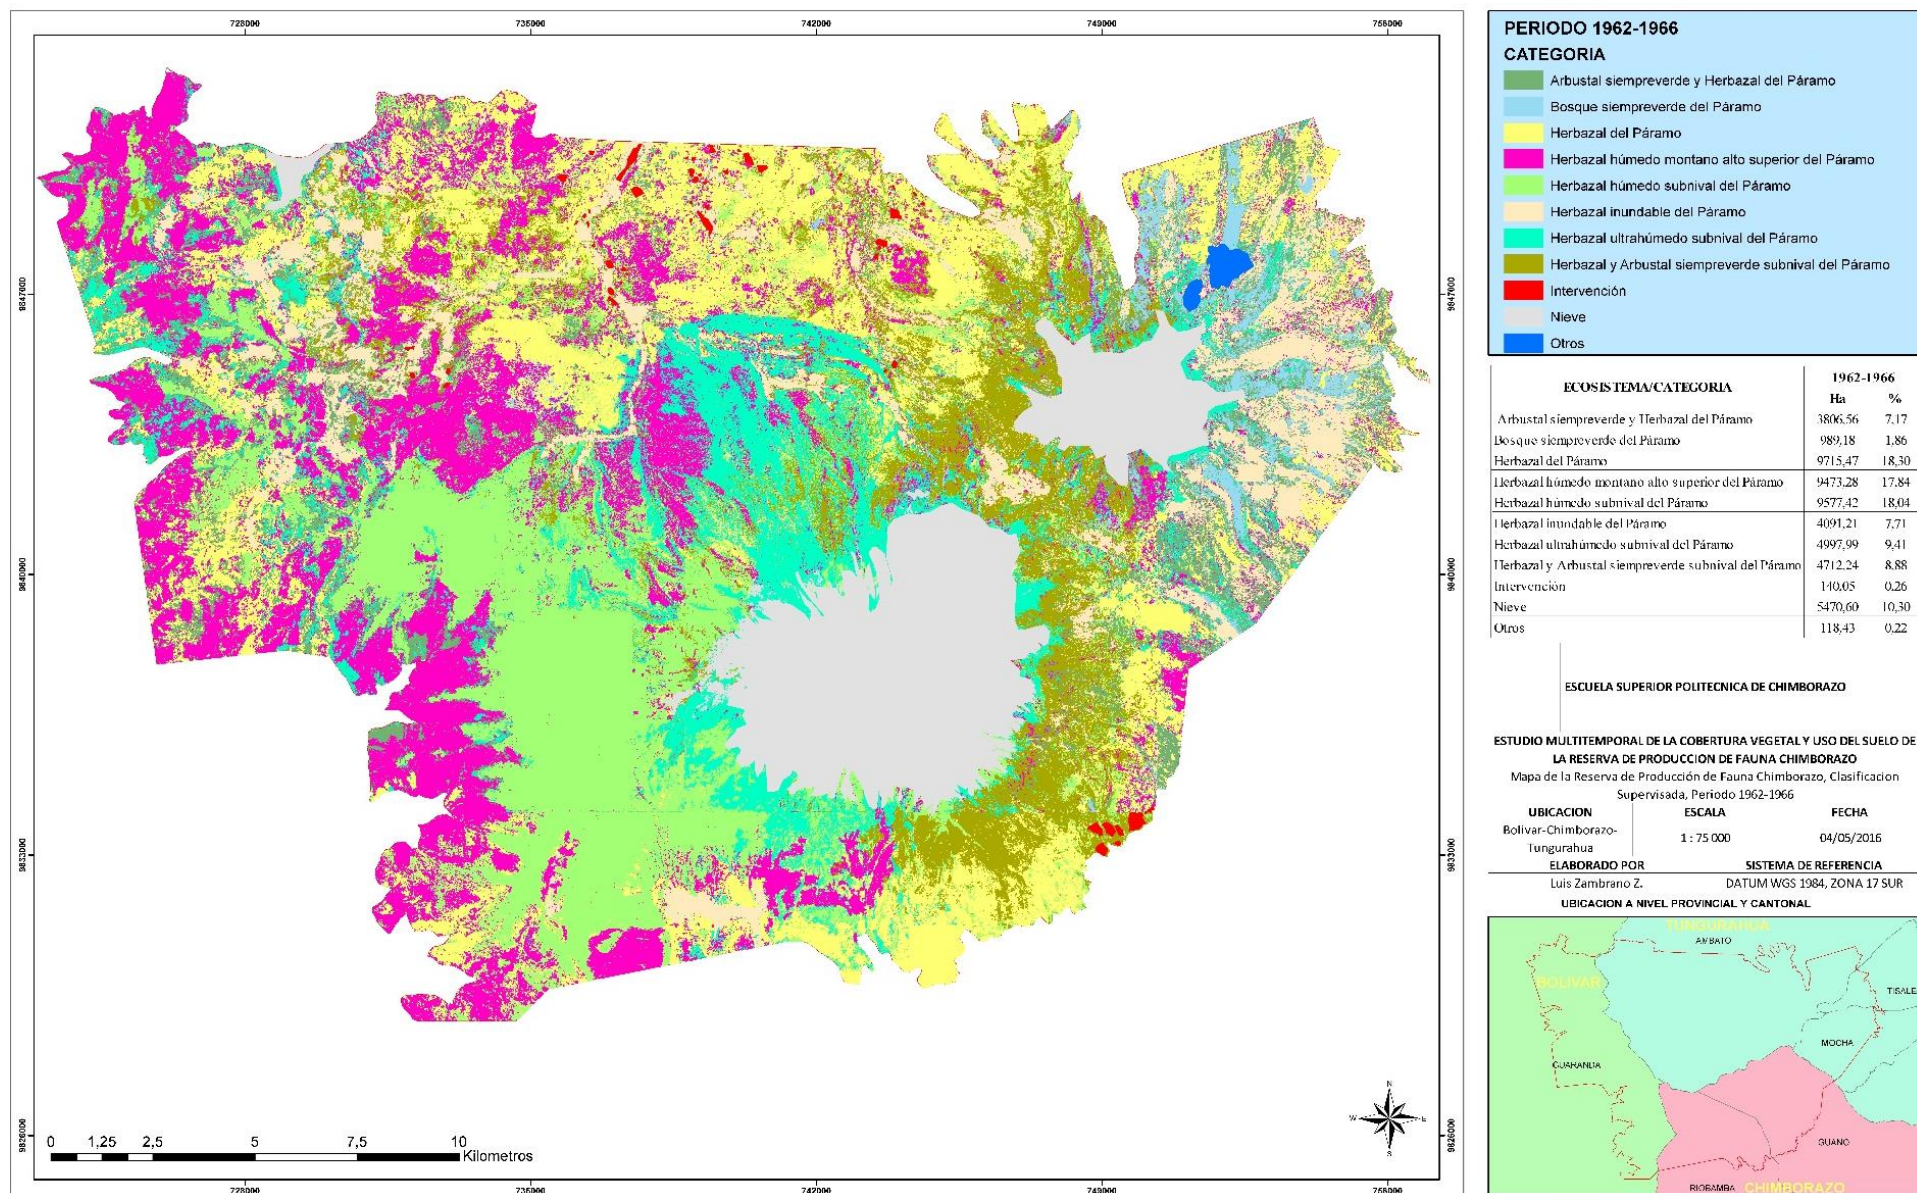 728000 735000 742000 749000 756000
9847000 9847000
9840000 9840000
9833000 9833000
9826000 9826000
728000 735000 742000 749000 756000
0 1,25 2,5 5 7,5 10
Kilometros
N
W E
S
PERIODO 1962-1966
CATEGORIA
Arbustal siempreverde y Herbazal del Páramo
Bosque siempreverde del Páramo
Herbazal del Páramo
Herbazal húmedo montano alto superior del Páramo
Herbazal húmedo subnival del Páramo
Herbazal inundable del Páramo
Herbazal ultrahúmedo subnival del Páramo
Herbazal y Arbustal siempreverde subnival del Páramo
Intervención
Nieve
Otros
ECOSISTEMA/CATEGORIA 1962-1966
Ha %
Arbustal siempreverde y Herbazal del Páramo 3806,56 7,17
Bosque siempreverde del Páramo 989,18 1,86
Herbazal del Páramo 9715,47 18,30
Herbazal húmedo montano alto superior del Páramo 9473,28 17,84
Herbazal húmedo subnival del Páramo 9577,42 18,04
Herbazal inundable del Páramo 4091,21 7,71
Herbazal ultrahúmedo subnival del Páramo 4997,99 9,41
Herbazal y Arbustal siempreverde subnival del Páramo 4712,24 8,88
Intervención 140,05 0,26
Nieve 5470,60 10,30
Otros 118,43 0,22
ESCUELA SUPERIOR POLITECNICA DE CHIMBORAZO
ESTUDIO MULTITEMPORAL DE LA COBERTURA VEGETAL Y USO DEL SUELO DE
LA RESERVA DE PRODUCCION DE FAUNA CHIMBORAZO
Mapa de la Reserva de Producción de Fauna Chimborazo, Clasificacion
Supervisada, Periodo 1962-1966
UBICACION ESCALA FECHA
Bolivar-Chimborazo-
Tungurahua 1 : 75 000 04/05/2016
ELABORADO POR SISTEMA DE REFERENCIA
Luis Zambrano Z. DATUM WGS 1984, ZONA 17 SUR
UBICACION A NIVEL PROVINCIAL Y CANTONAL
TUNGURAHUA
AMBATO
BOLIVAR
TISALE
MOCHA
GUARANDA
GUANO
RIOBAMBA CHIMBORAZO